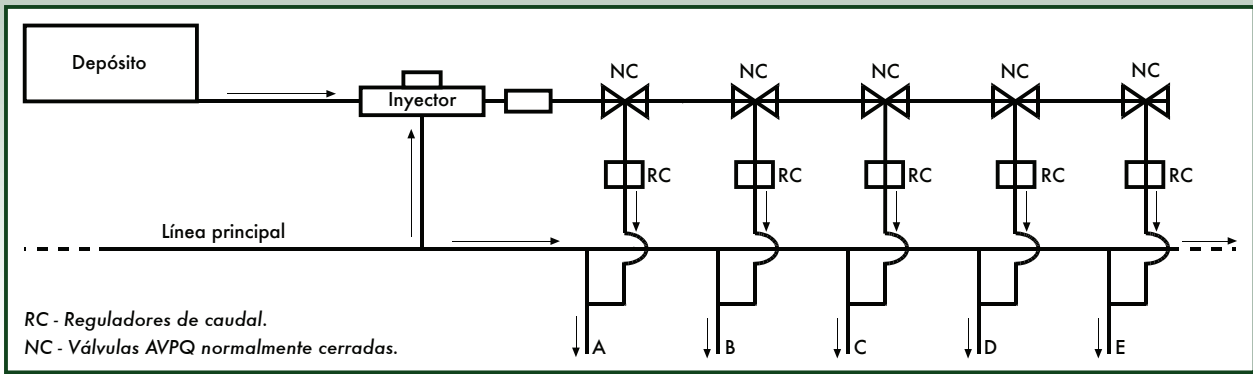 Depósito
NC NC NC NC NC
Inyector
RC RC RC RC RC
Línea principal
RC - Reguladores de caudal.
NC - Válvulas AVPQ normalmente cerradas.
A B C D E